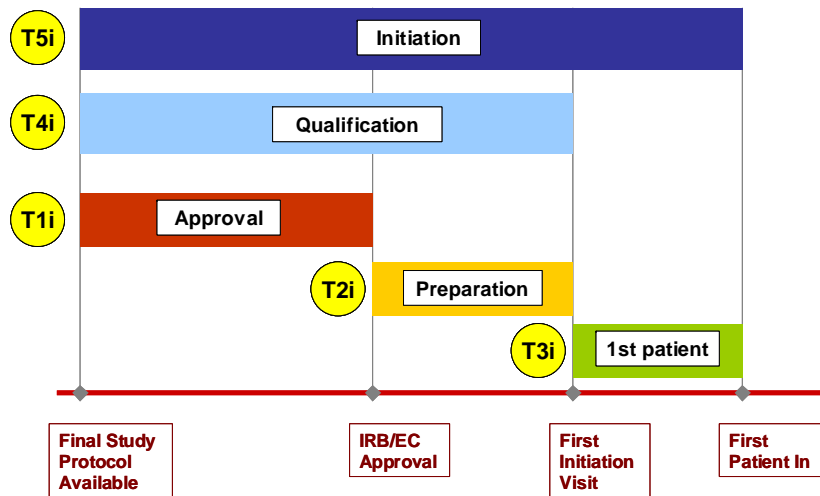 T5i
Initiation
T4i
Qualification
T1i
Approval
T2i
Preparation
T3i
1st patient
Final Study
Protocol
Available
IRB/EC
Approval
First
Initiation
Visit
First
Patient In